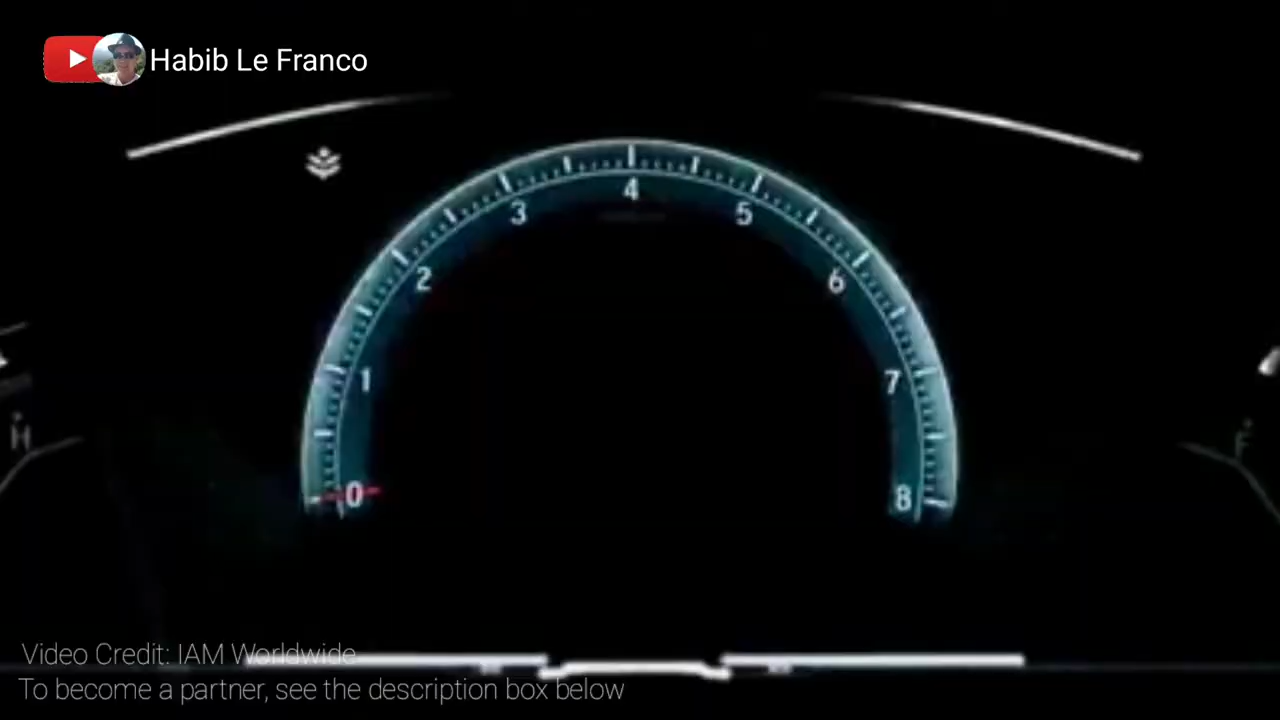 Habib Le Franco
4
3
5
2
6
1
7
H
F
0
8
Video Credit: IAM Worldwide
To become a partner, see the description box below